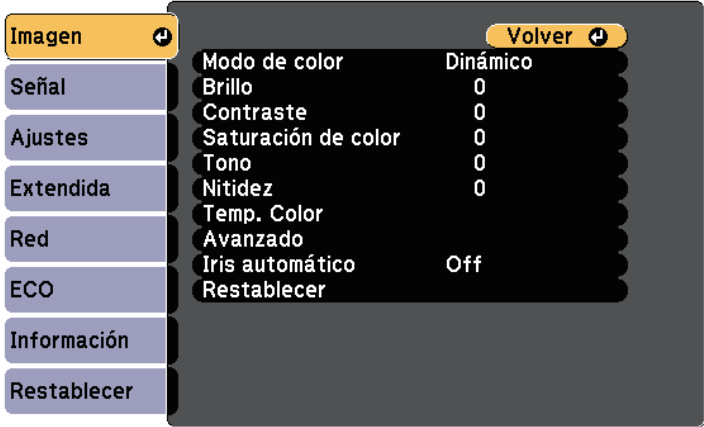 Imagen
Señal
Ajustes
Extendida
Red
ECO
Información
Restablecer
Volver
Modo de color Dinámico
Brillo 0
Contraste 0
Saturación de color 0
Tono 0
Nitidez 0
Temp. Color
Avanzado
Iris automático Off
Restablecer